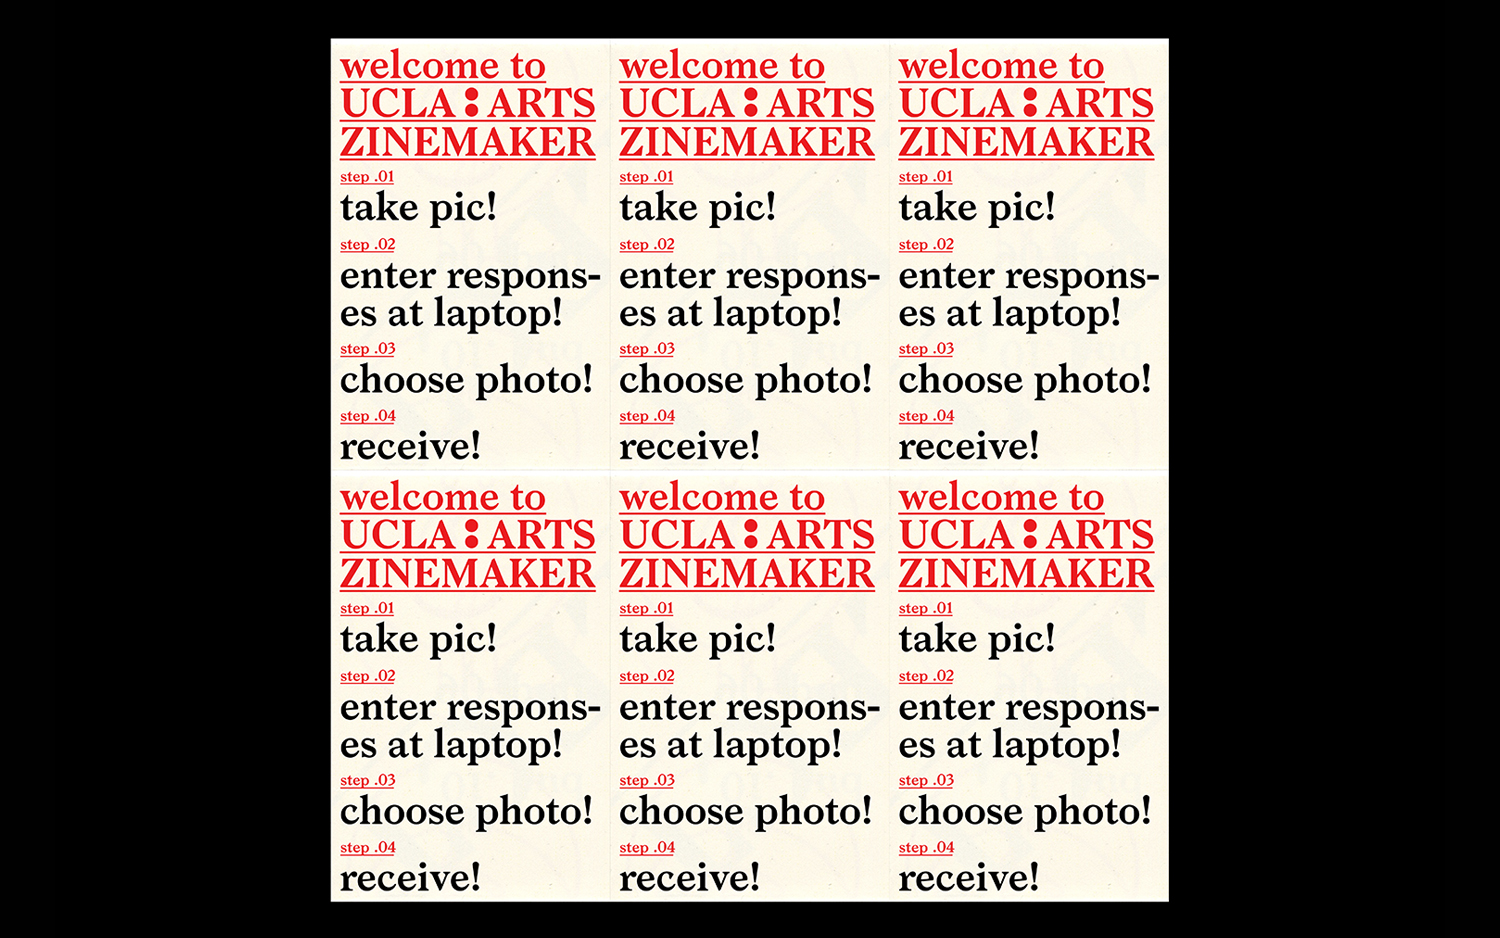 welcome to
UCLA : ARTS
ZINEMAKER
step .01
take pic!
step .02
enter respons-
es at laptop!
step .03
choose photo!
step .04
receive!
welcome to
UCLA : ARTS
ZINEMAKER
step .01
take pic!
step .02
enter respons-
es at laptop!
step .03
choose photo!
step .04
receive!
welcome to
UCLA : ARTS
ZINEMAKER
step .01
take pic!
step .02
enter respons-
es at laptop!
step .03
choose photo!
step .04
receive!
welcome to
UCLA : ARTS
ZINEMAKER
step .01
take pic!
step .02
enter respons-
es at laptop!
step .03
choose photo!
step .04
receive!
welcome to
UCLA : ARTS
ZINEMAKER
step .01
take pic!
step .02
enter respons-
es at laptop!
step .03
choose photo!
step .04
receive!
welcome to
UCLA : ARTS
ZINEMAKER
step .01
take pic!
step .02
enter respons-
es at laptop!
step .03
choose photo!
step .04
receive!